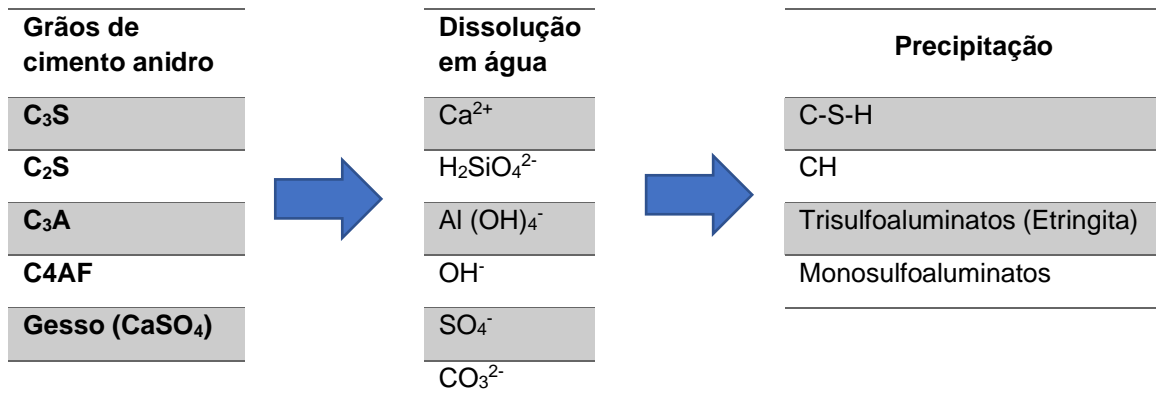 Grãos de
cimento anidro
C₃S
C₂S
C₃A
C4AF
Gesso (CaSO₄)
Dissolução
em água
Ca²⁺
H₂SiO₄²⁻
Al (OH)₄⁻
OH⁻
SO₄⁻
CO₃²⁻
Precipitação
C-S-H
CH
Trisulfoaluminatos (Etringita)
Monosulfoaluminatos